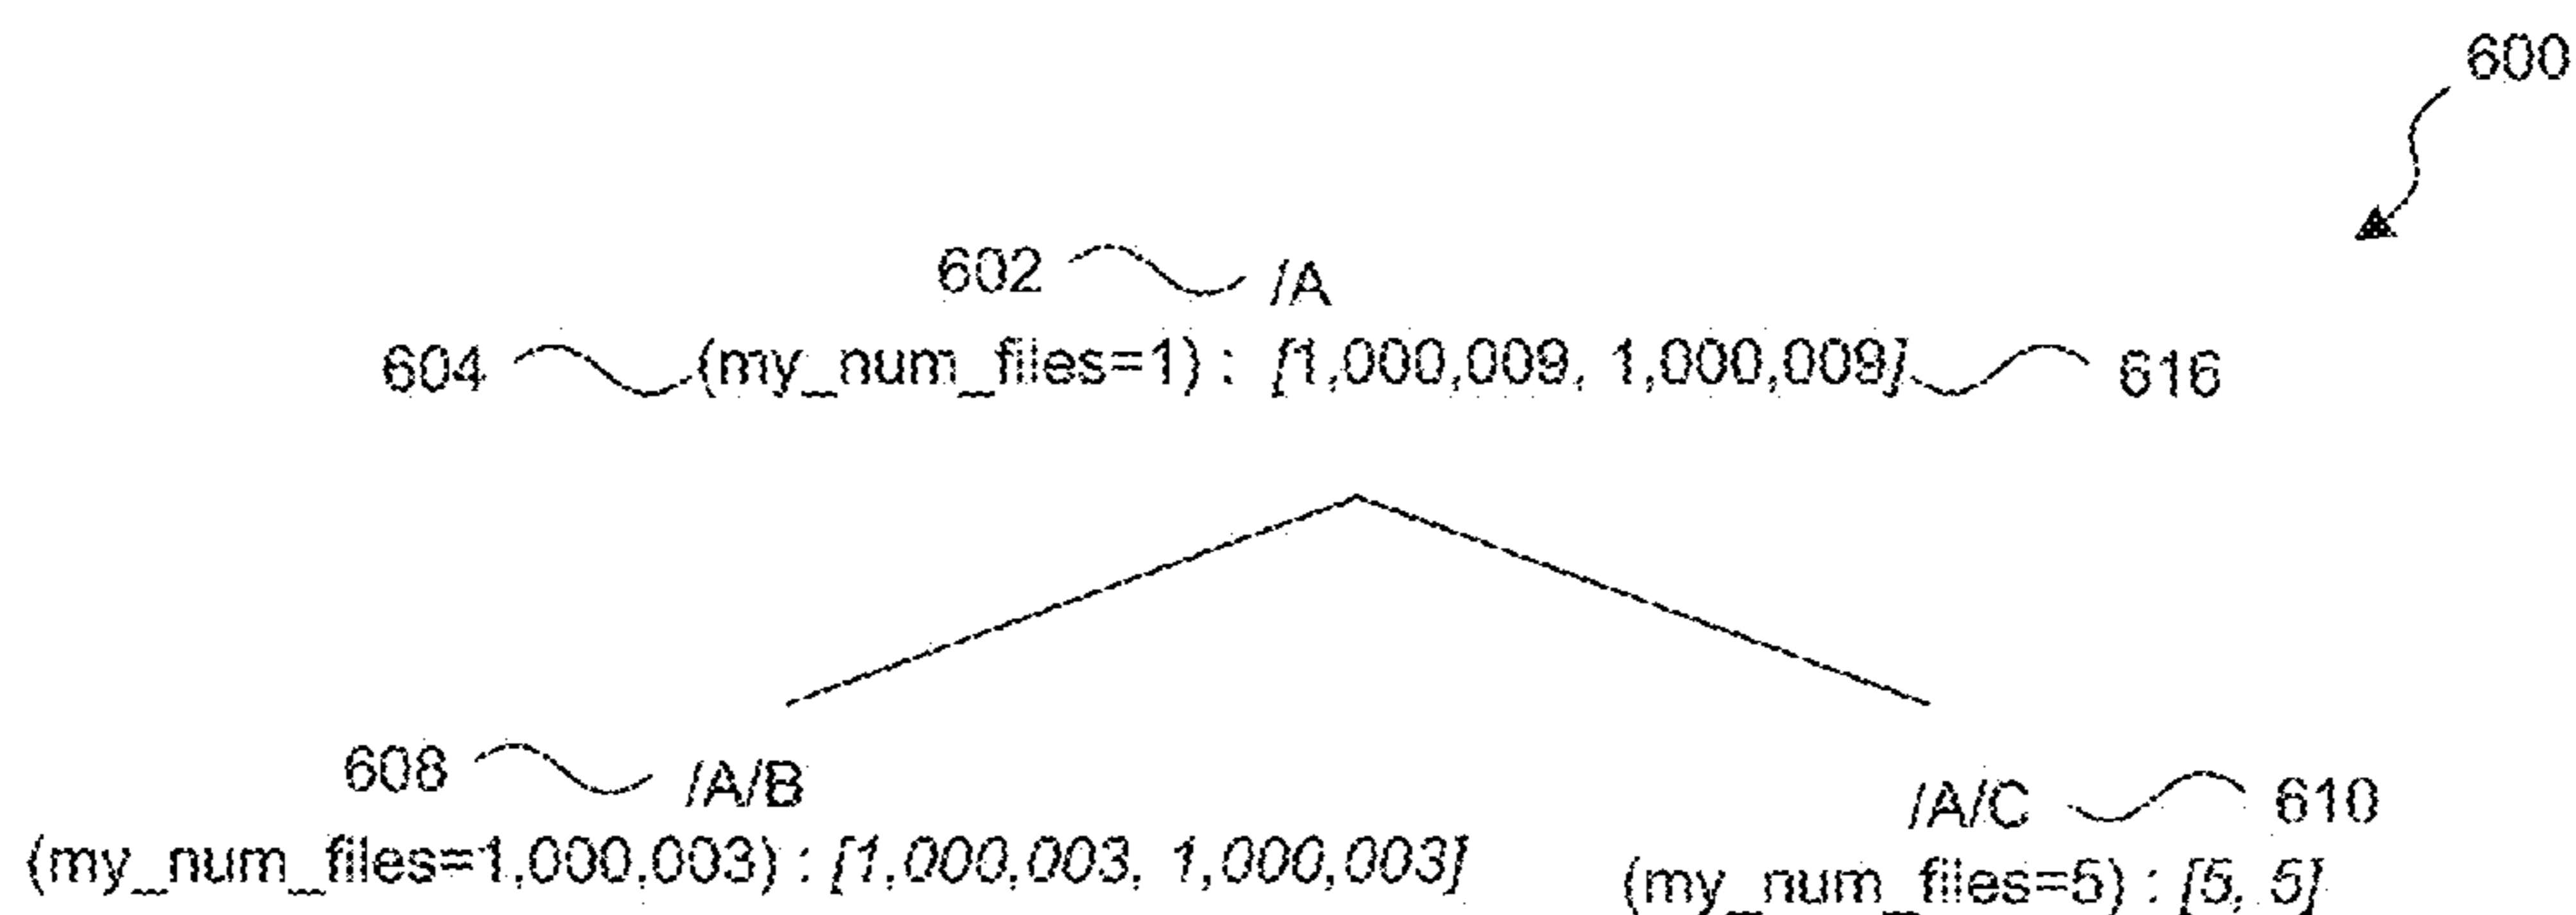 600
602 /A
604 (my_num_files=1) : [1,000,009, 1,000,009] 616
608 /A/B
/A/C 610
(my_num_files=1,000,003) : [1,000,003, 1,000,003]
(my_num_files=5) : [5, 5]